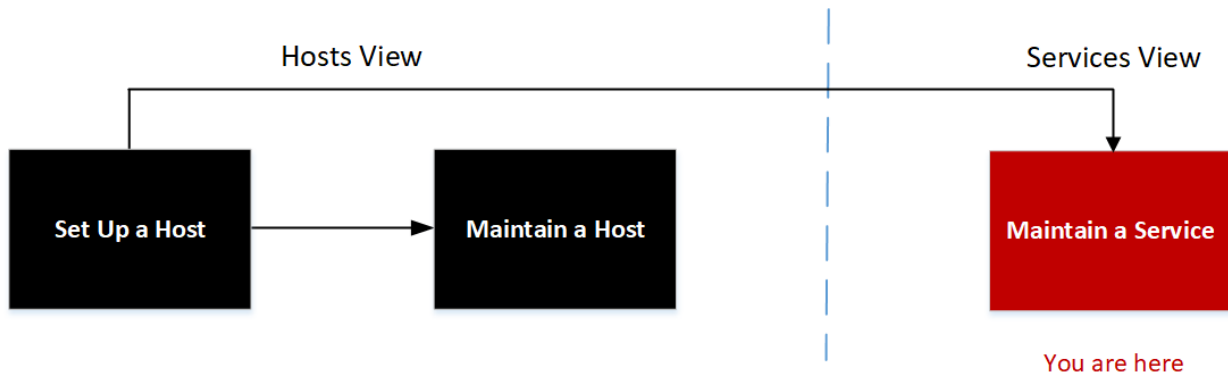 Hosts View
Services View
Set Up a Host
Maintain a Host
Maintain a Service
You are here